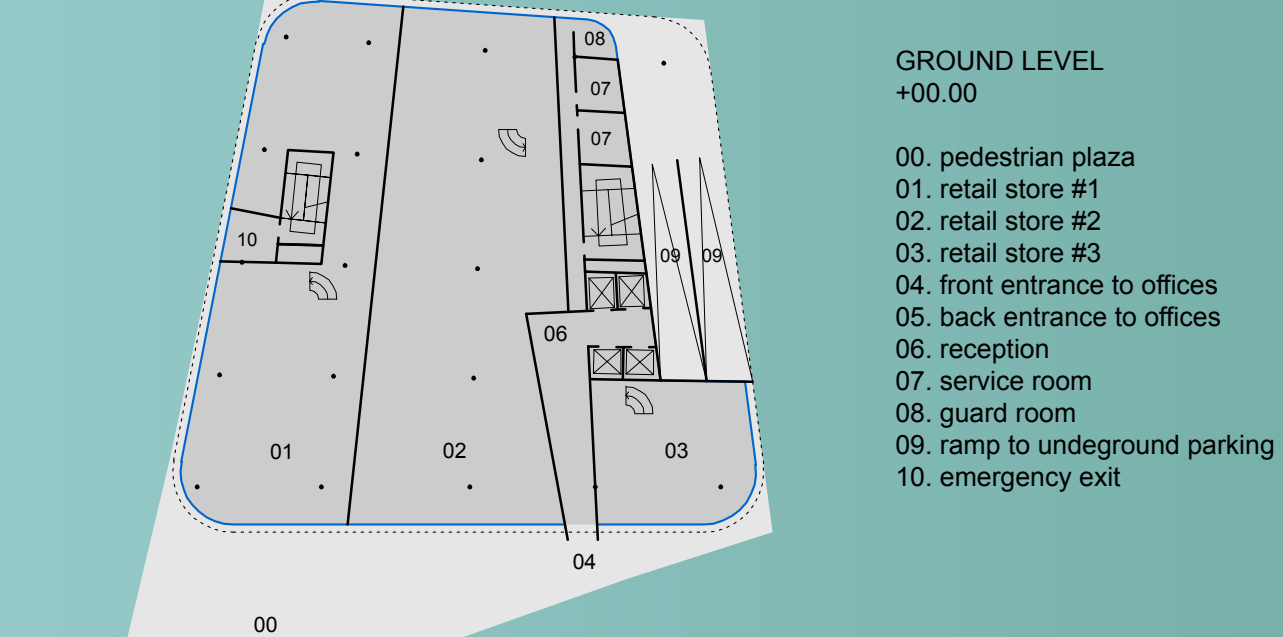 08
07
07
10
09 09
06
01
02
03
04
00
GROUND LEVEL
+00.00
00. pedestrian plaza
01. retail store #1
02. retail store #2
03. retail store #3
04. front entrance to offices
05. back entrance to offices
06. reception
07. service room
08. guard room
09. ramp to undeground parking
10. emergency exit